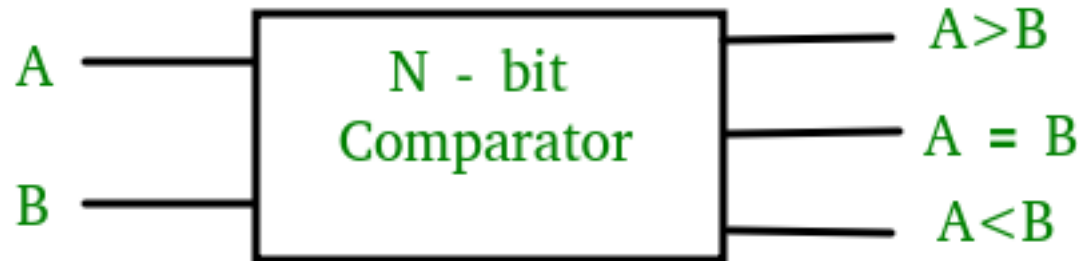 A
B
N - bit
Comparator
A>B
A = B
A<B